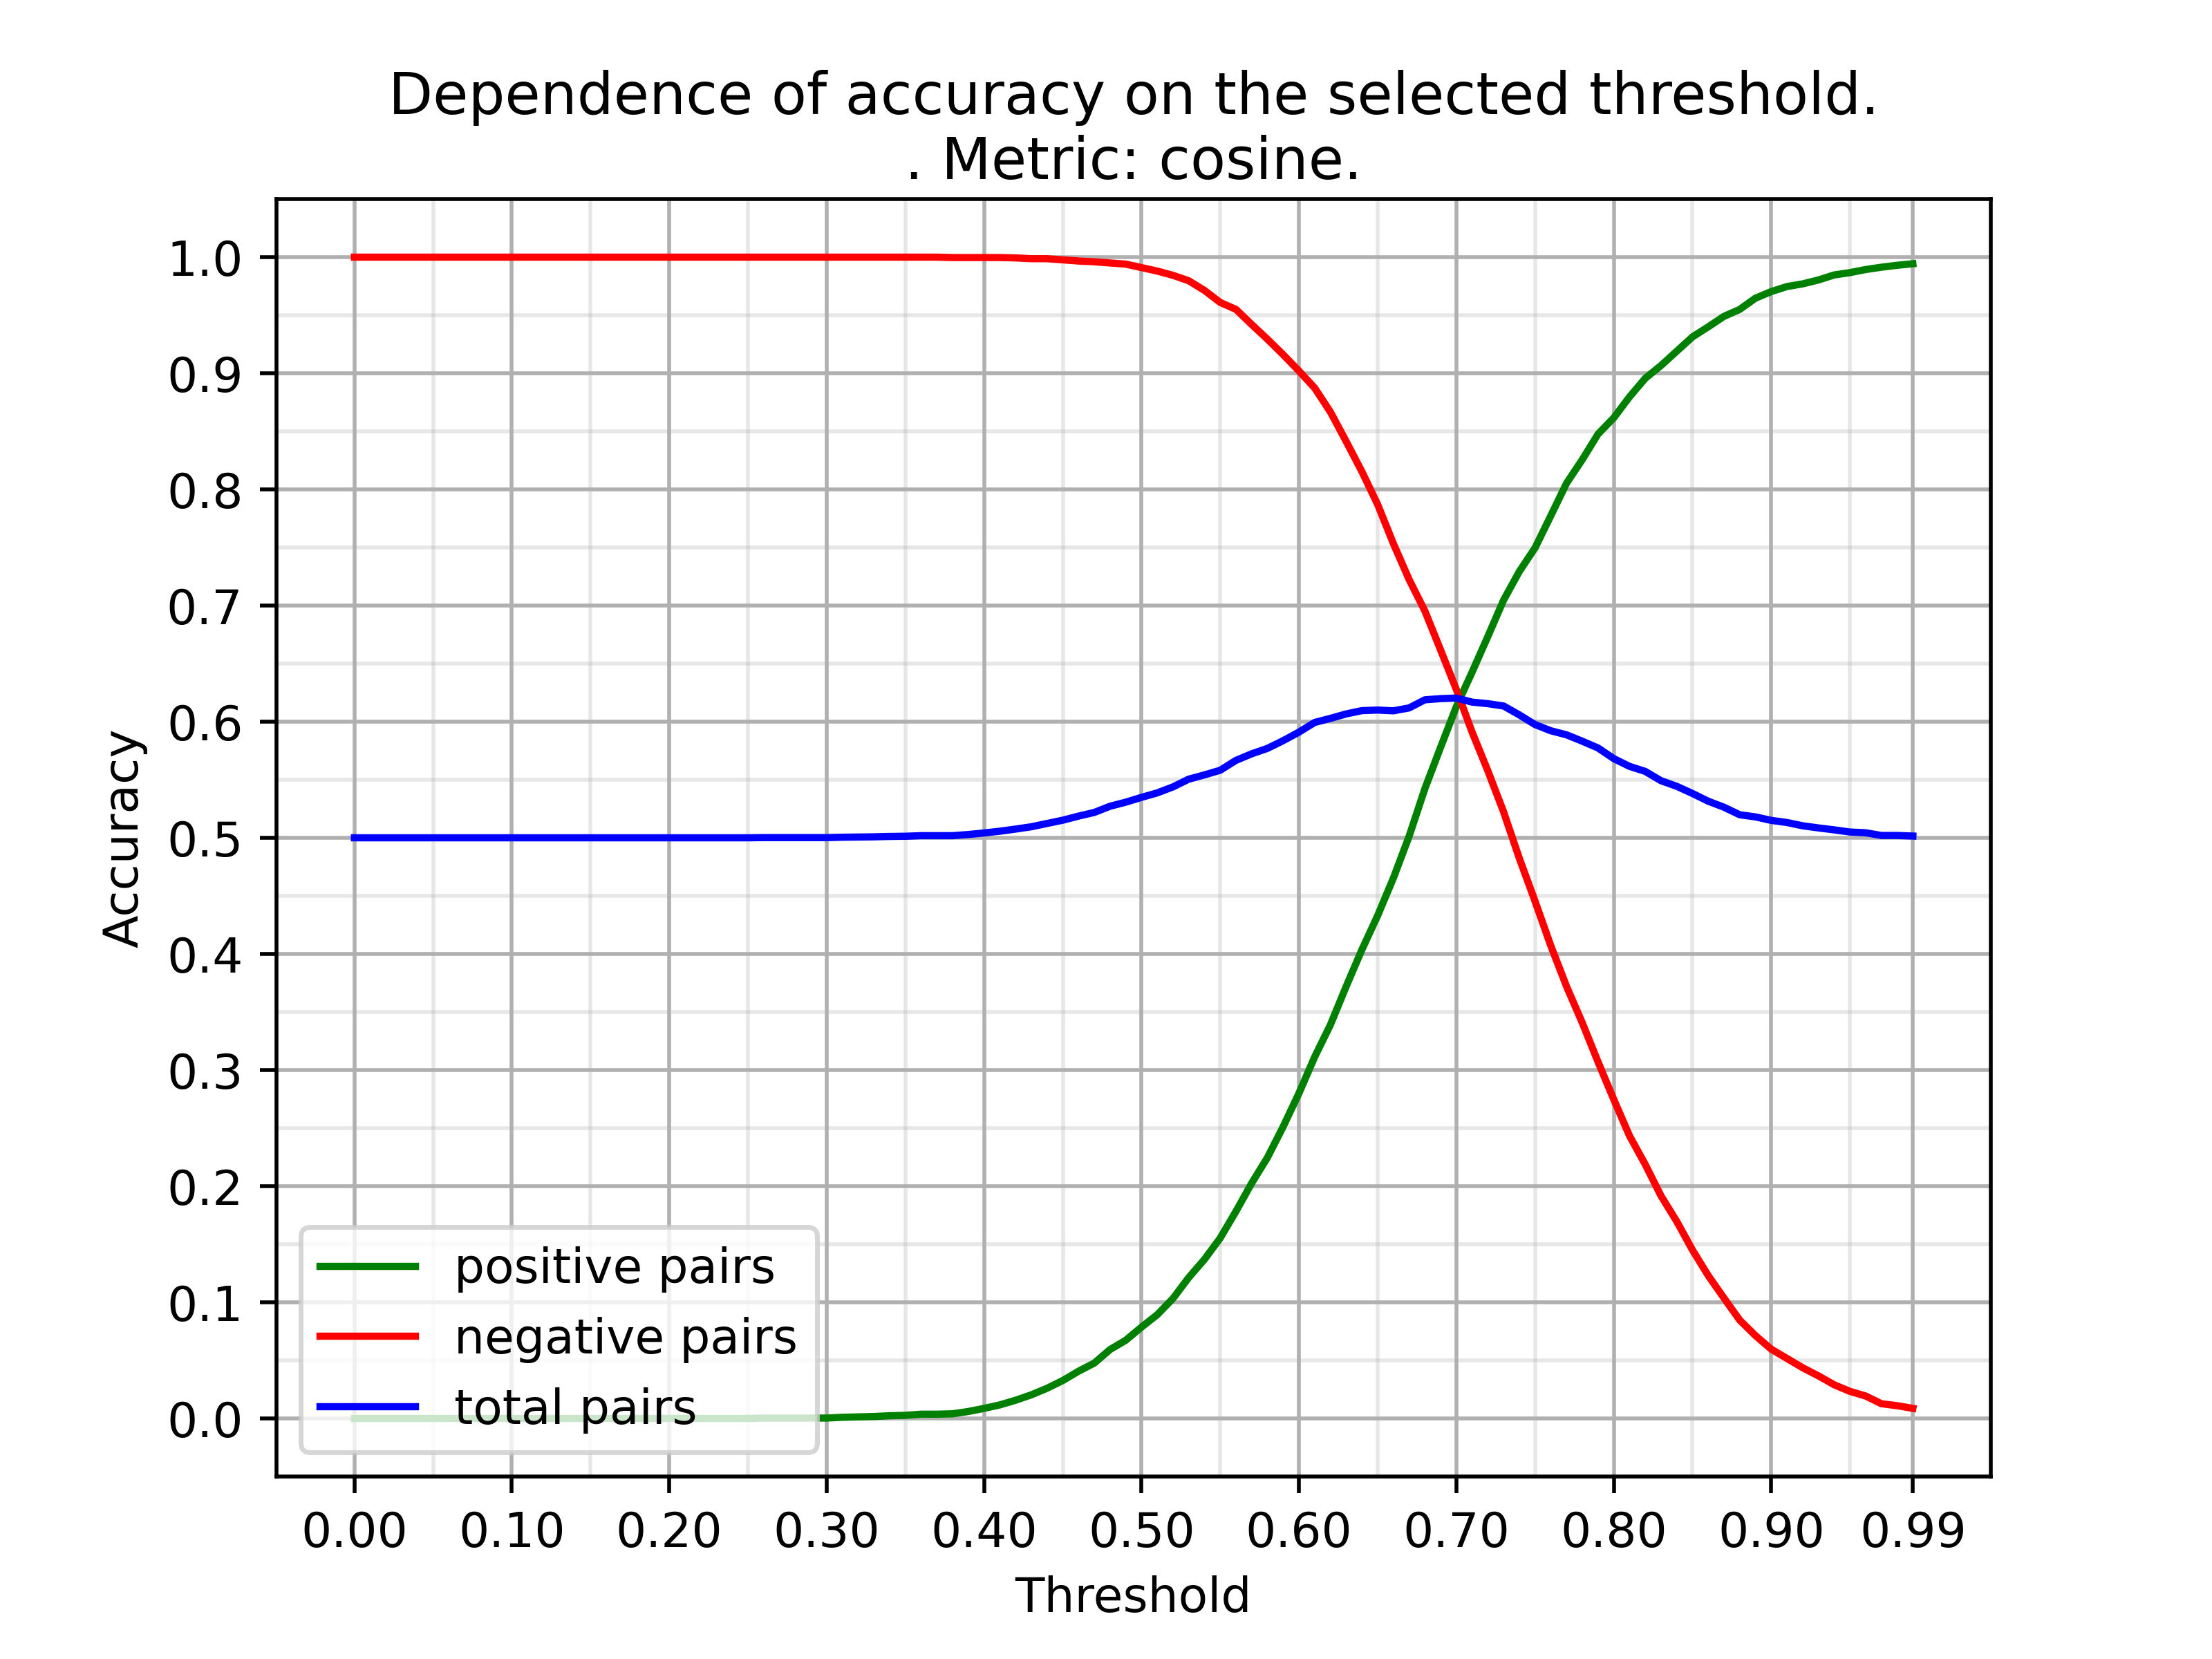 Dependence of accuracy on the selected threshold.
. Metric: cosine.
1.0
0.9
0.8
0.7
0.6
0.5
0.4
0.3
0.2
0.1
0.0
Accuracy
positive pairs
negative pairs
total pairs
0.00 0.10 0.20 0.30 0.40 0.50 0.60 0.70 0.80 0.90 0.99
Threshold